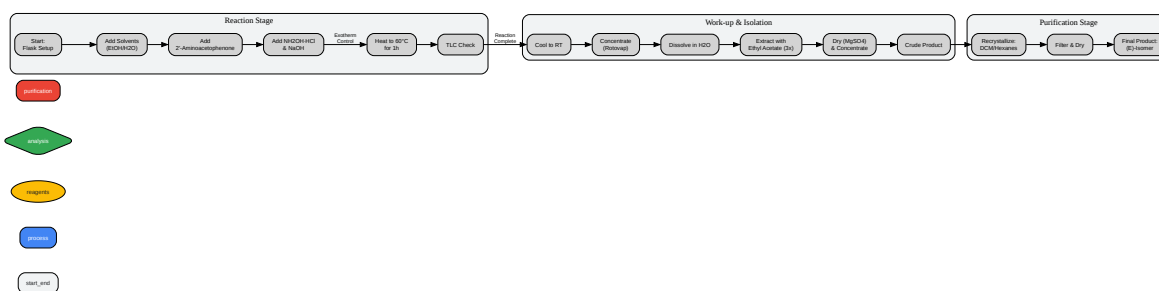 Reaction Stage
Start:
Flask Setup
Add Solvents
(EtOH/H2O)
Add
2'-Aminoacetophenone
Add NH2OH·HCl
& NaOH
Exotherm
Control
Heat to 60°C
for 1h
TLC Check
Reaction
Complete
Work-up & Isolation
Cool to RT
Concentrate
(Rotovap)
Dissolve in H2O
Extract with
Ethyl Acetate (3x)
Dry (MgSO4)
& Concentrate
Crude Product
Purification Stage
Recrystallize:
DCM/Hexanes
Filter & Dry
Final Product:
(E)-Isomer
purification
analysis
reagents
process
start_end